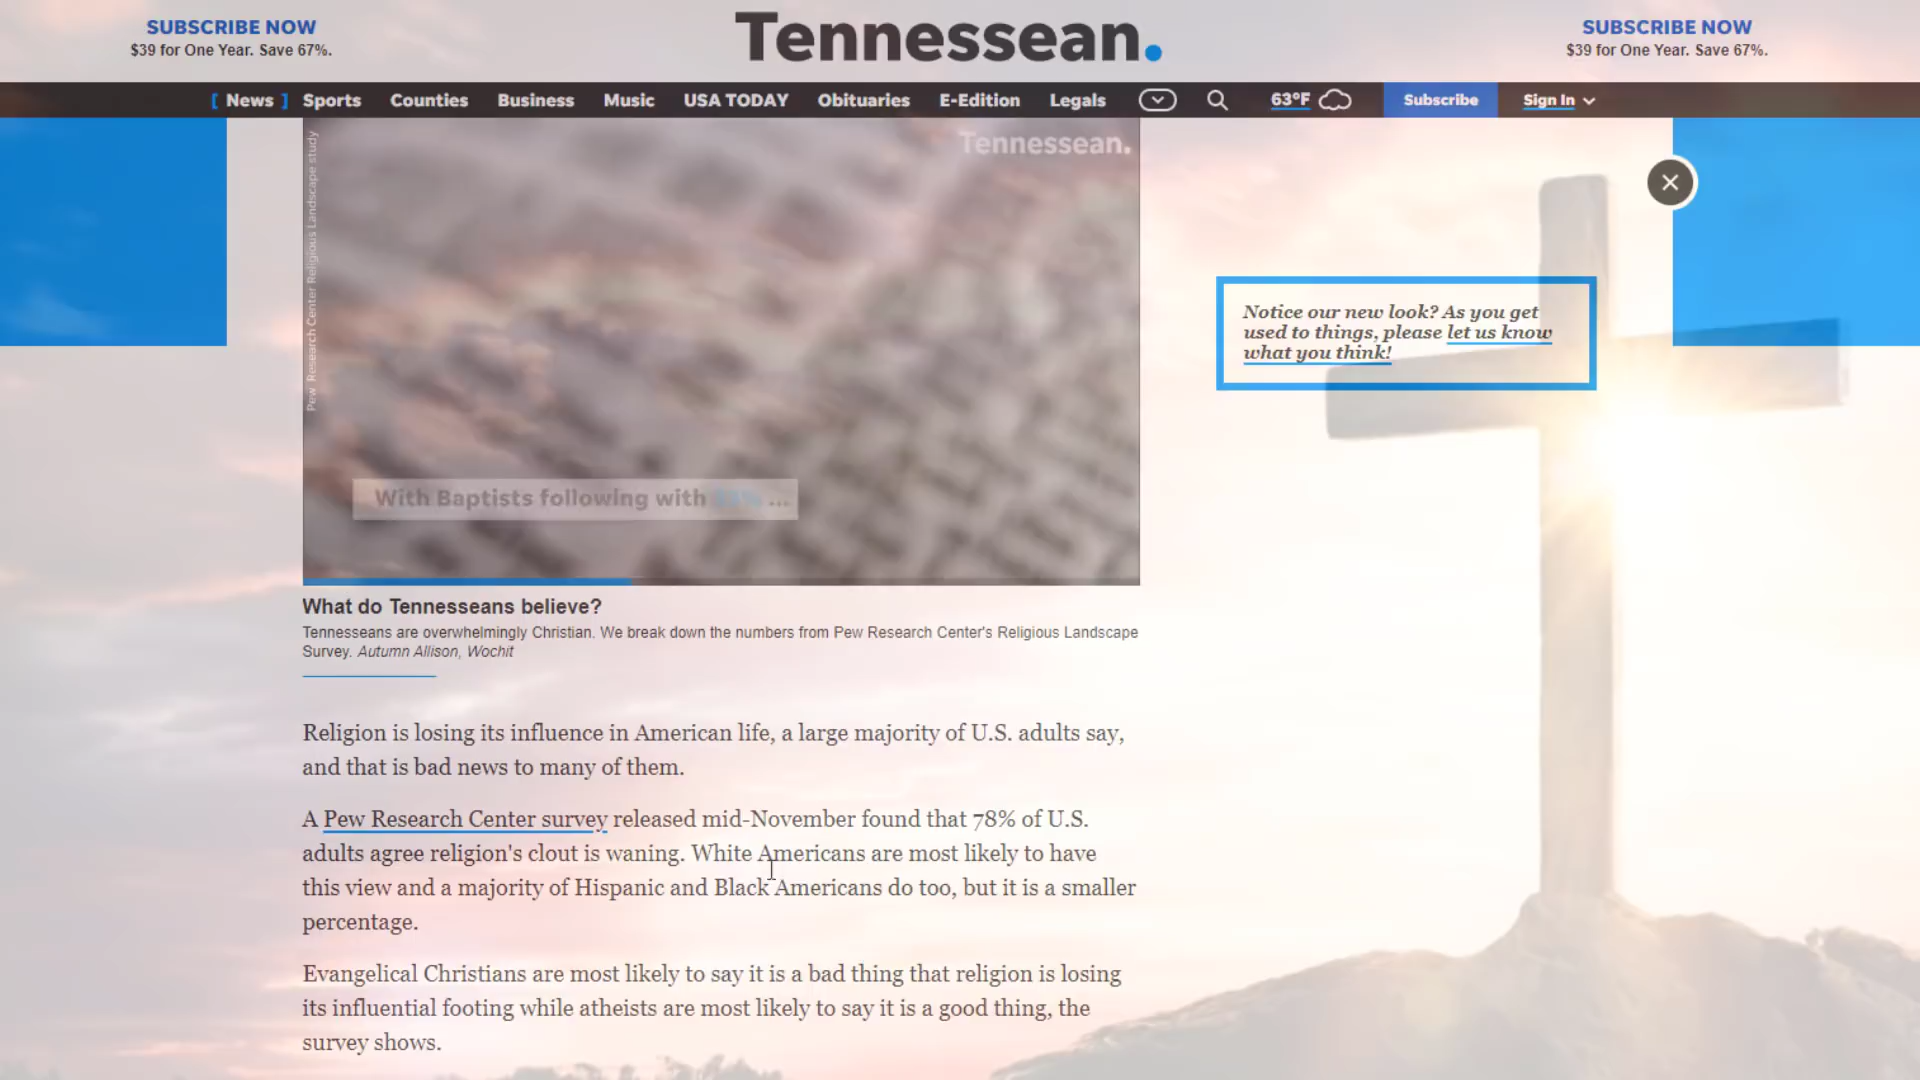 SUBSCRIBE NOW
$39 for One Year. Save 67%.
Tennessean.
SUBSCRIBE NOW
$39 for One Year. Save 67%.
[ News ] Sports Counties Business Music USA TODAY Obituaries E-Edition Legals 63°F Subscribe Sign In
Pew Research Center Religious Landscape study
Tennessean.
With Baptists following with ...
Notice our new look? As you get
used to things, please let us know
what you think!
What do Tennesseans believe?
Tennesseans are overwhelmingly Christian. We break down the numbers from Pew Research Center's Religious Landscape
Survey. Autumn Allison, Wochit
Religion is losing its influence in American life, a large majority of U.S. adults say,
and that is bad news to many of them.
A Pew Research Center survey released mid-November found that 78% of U.S.
adults agree religion's clout is waning. White Americans are most likely to have
this view and a majority of Hispanic and Black Americans do too, but it is a smaller
percentage.
Evangelical Christians are most likely to say it is a bad thing that religion is losing
its influential footing while atheists are most likely to say it is a good thing, the
survey shows.